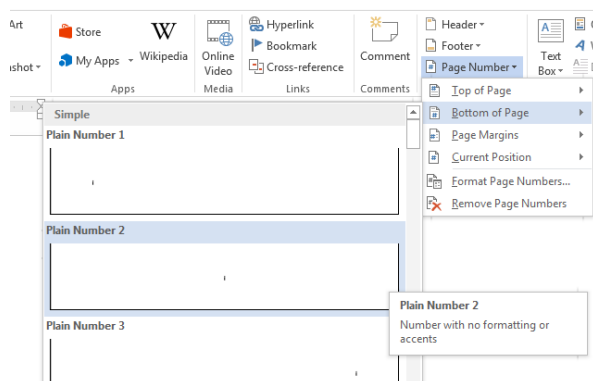 Art
Store
My Apps
Wikipedia
Online
Video
Hyperlink
Bookmark
Cross-reference
Comment
Header
Footer
Page Number
Text
Box
Apps
Media
Links
Comments
Top of Page
Bottom of Page
Page Margins
Current Position
Format Page Numbers...
Remove Page Numbers
Simple
Plain Number 1
Plain Number 2
Plain Number 3
Plain Number 2
Number with no formatting or
accents